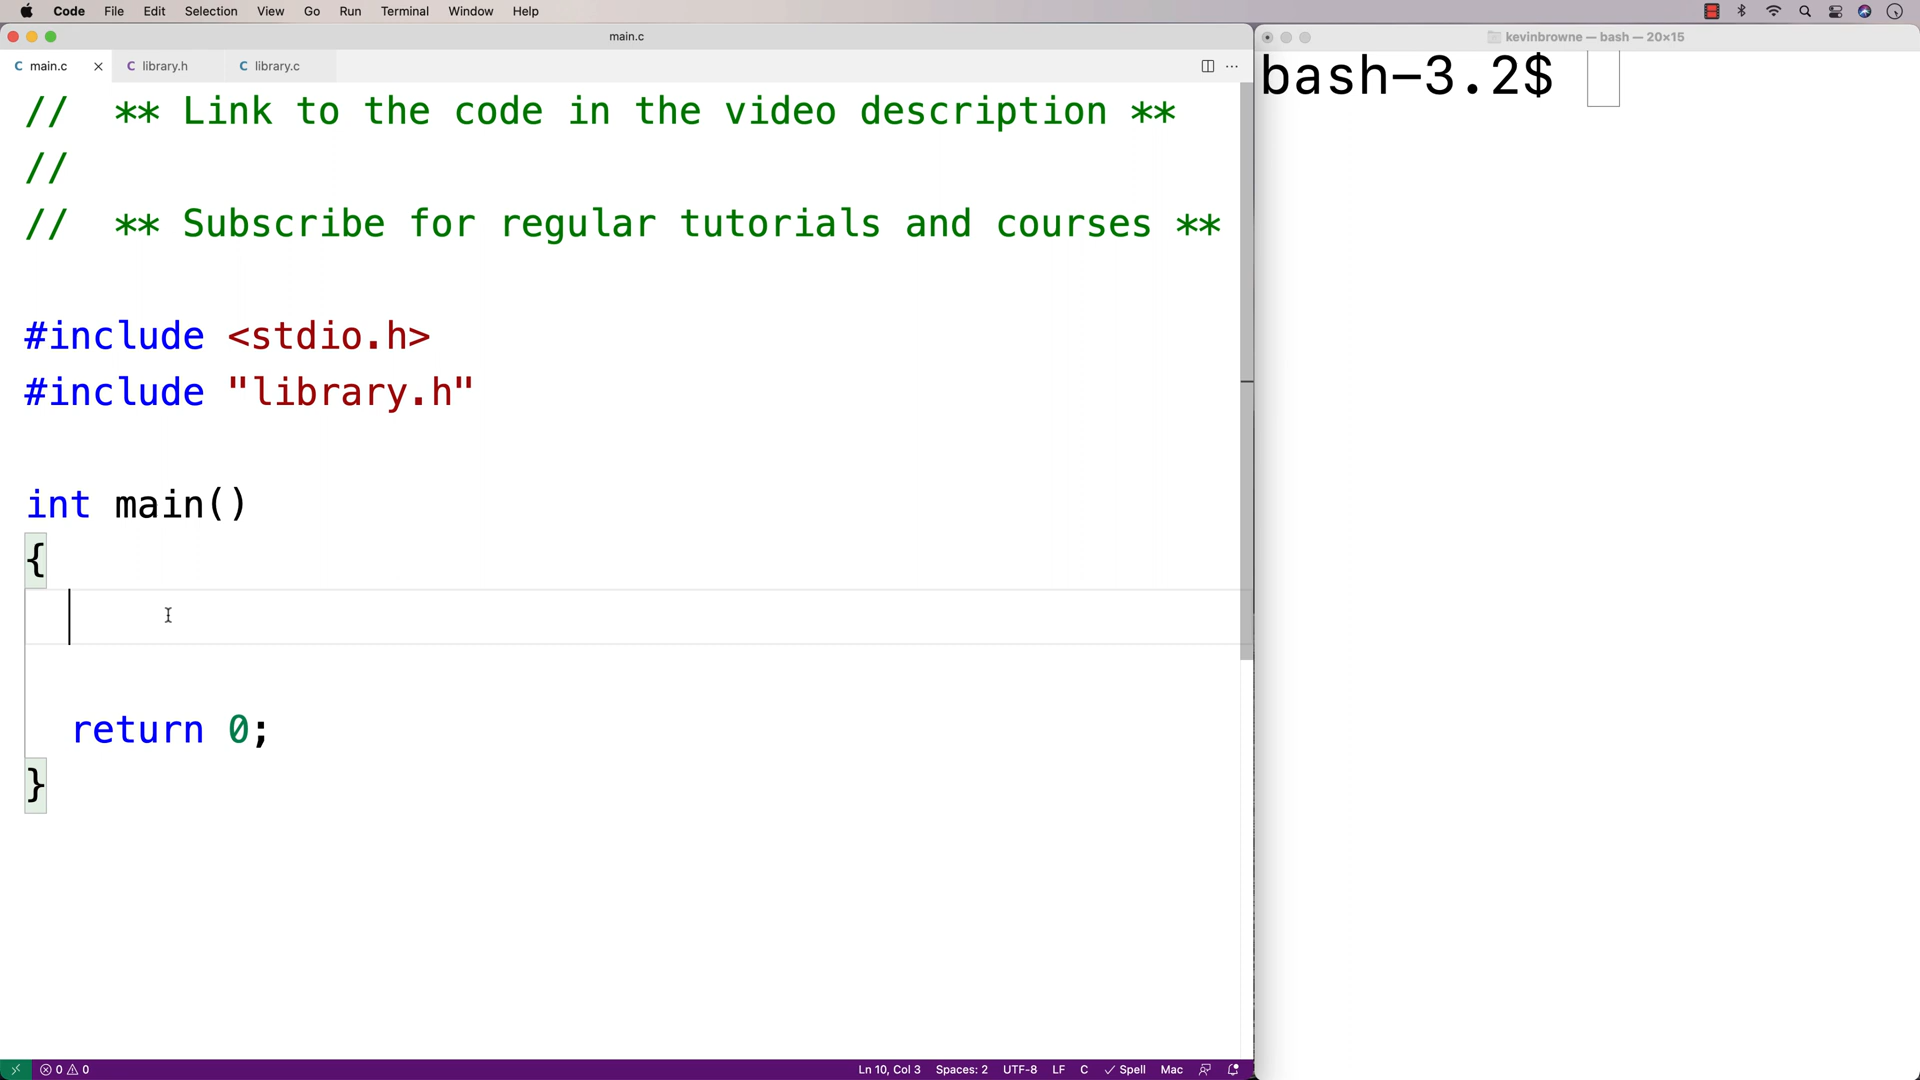 Code File Edit Selection View Go Run Terminal Window Help
main.c
kevinbrowne — bash — 20×15
C main.c C library.h C library.c
bash-3.2$
// ** Link to the code in the video description **
//
// ** Subscribe for regular tutorials and courses **
#include <stdio.h>
#include "library.h"
int main()
{
return 0;
}
0 0 Ln 10, Col 3 Spaces: 2 UTF-8 LF C Spell Mac